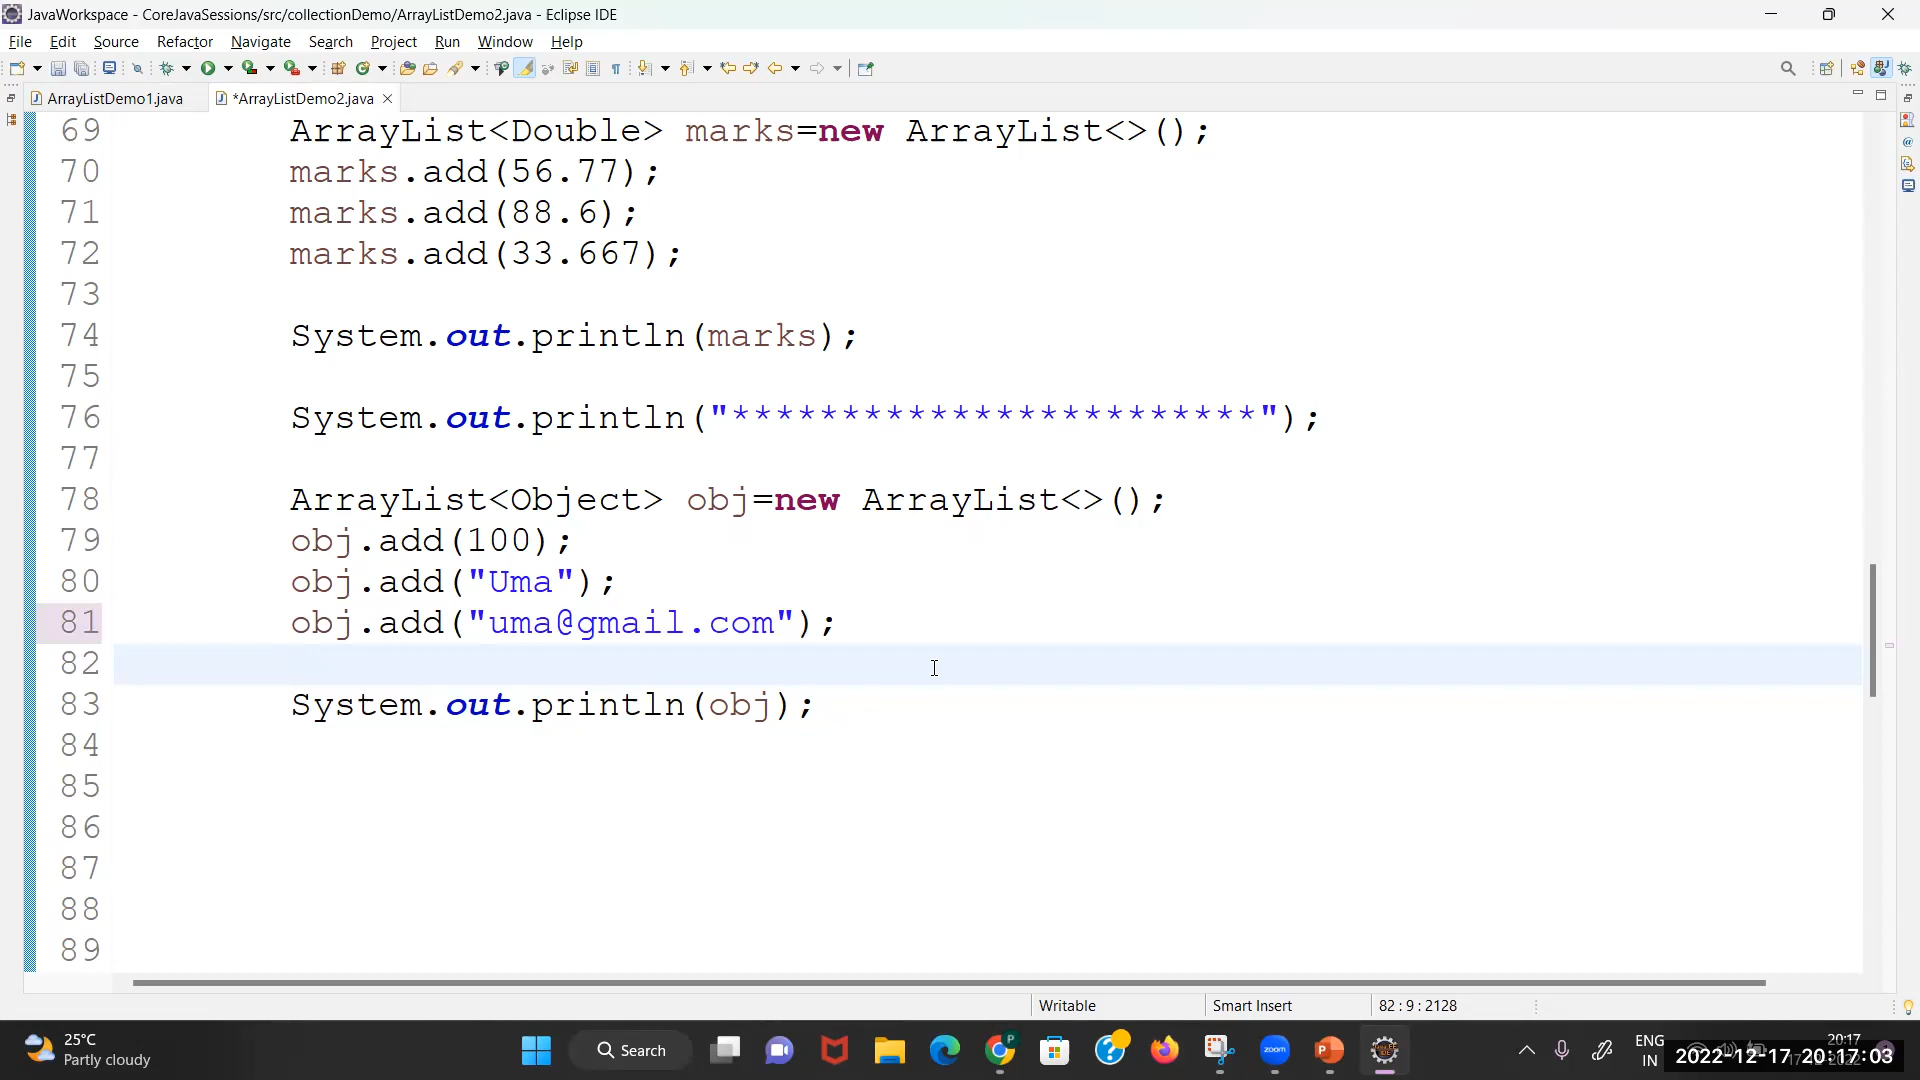 JavaWorkspace - CoreJavaSessions/src/collectionDemo/ArrayListDemo2.java - Eclipse IDE
File Edit Source Refactor Navigate Search Project Run Window Help
ArrayListDemo1.java *ArrayListDemo2.java
69 ArrayList<Double> marks=new ArrayList<>();
70 marks.add(56.77);
71 marks.add(88.6);
72 marks.add(33.667);
73
74 System.out.println(marks);
75
76 System.out.println("************************");
77
78 ArrayList<Object> obj=new ArrayList<>();
79 obj.add(100);
80 obj.add("Uma");
81 obj.add("uma@gmail.com");
82
83 System.out.println(obj);
84
85
86
87
88
89
Writable Smart Insert 82 : 9 : 2128
25°C
Partly cloudy
Search
zoom
ENG
IN
20:17
2022-12-17 20:17:03